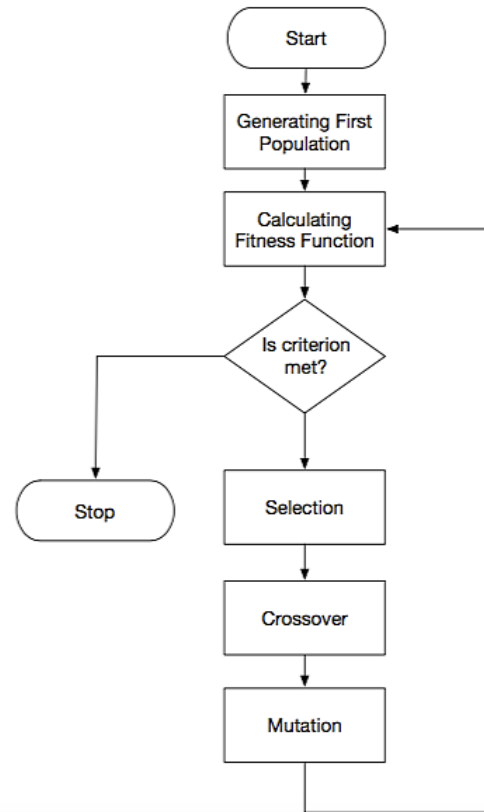 Start
Generating First
Population
Calculating
Fitness Function
Is criterion
met?
Stop
Selection
Crossover
Mutation